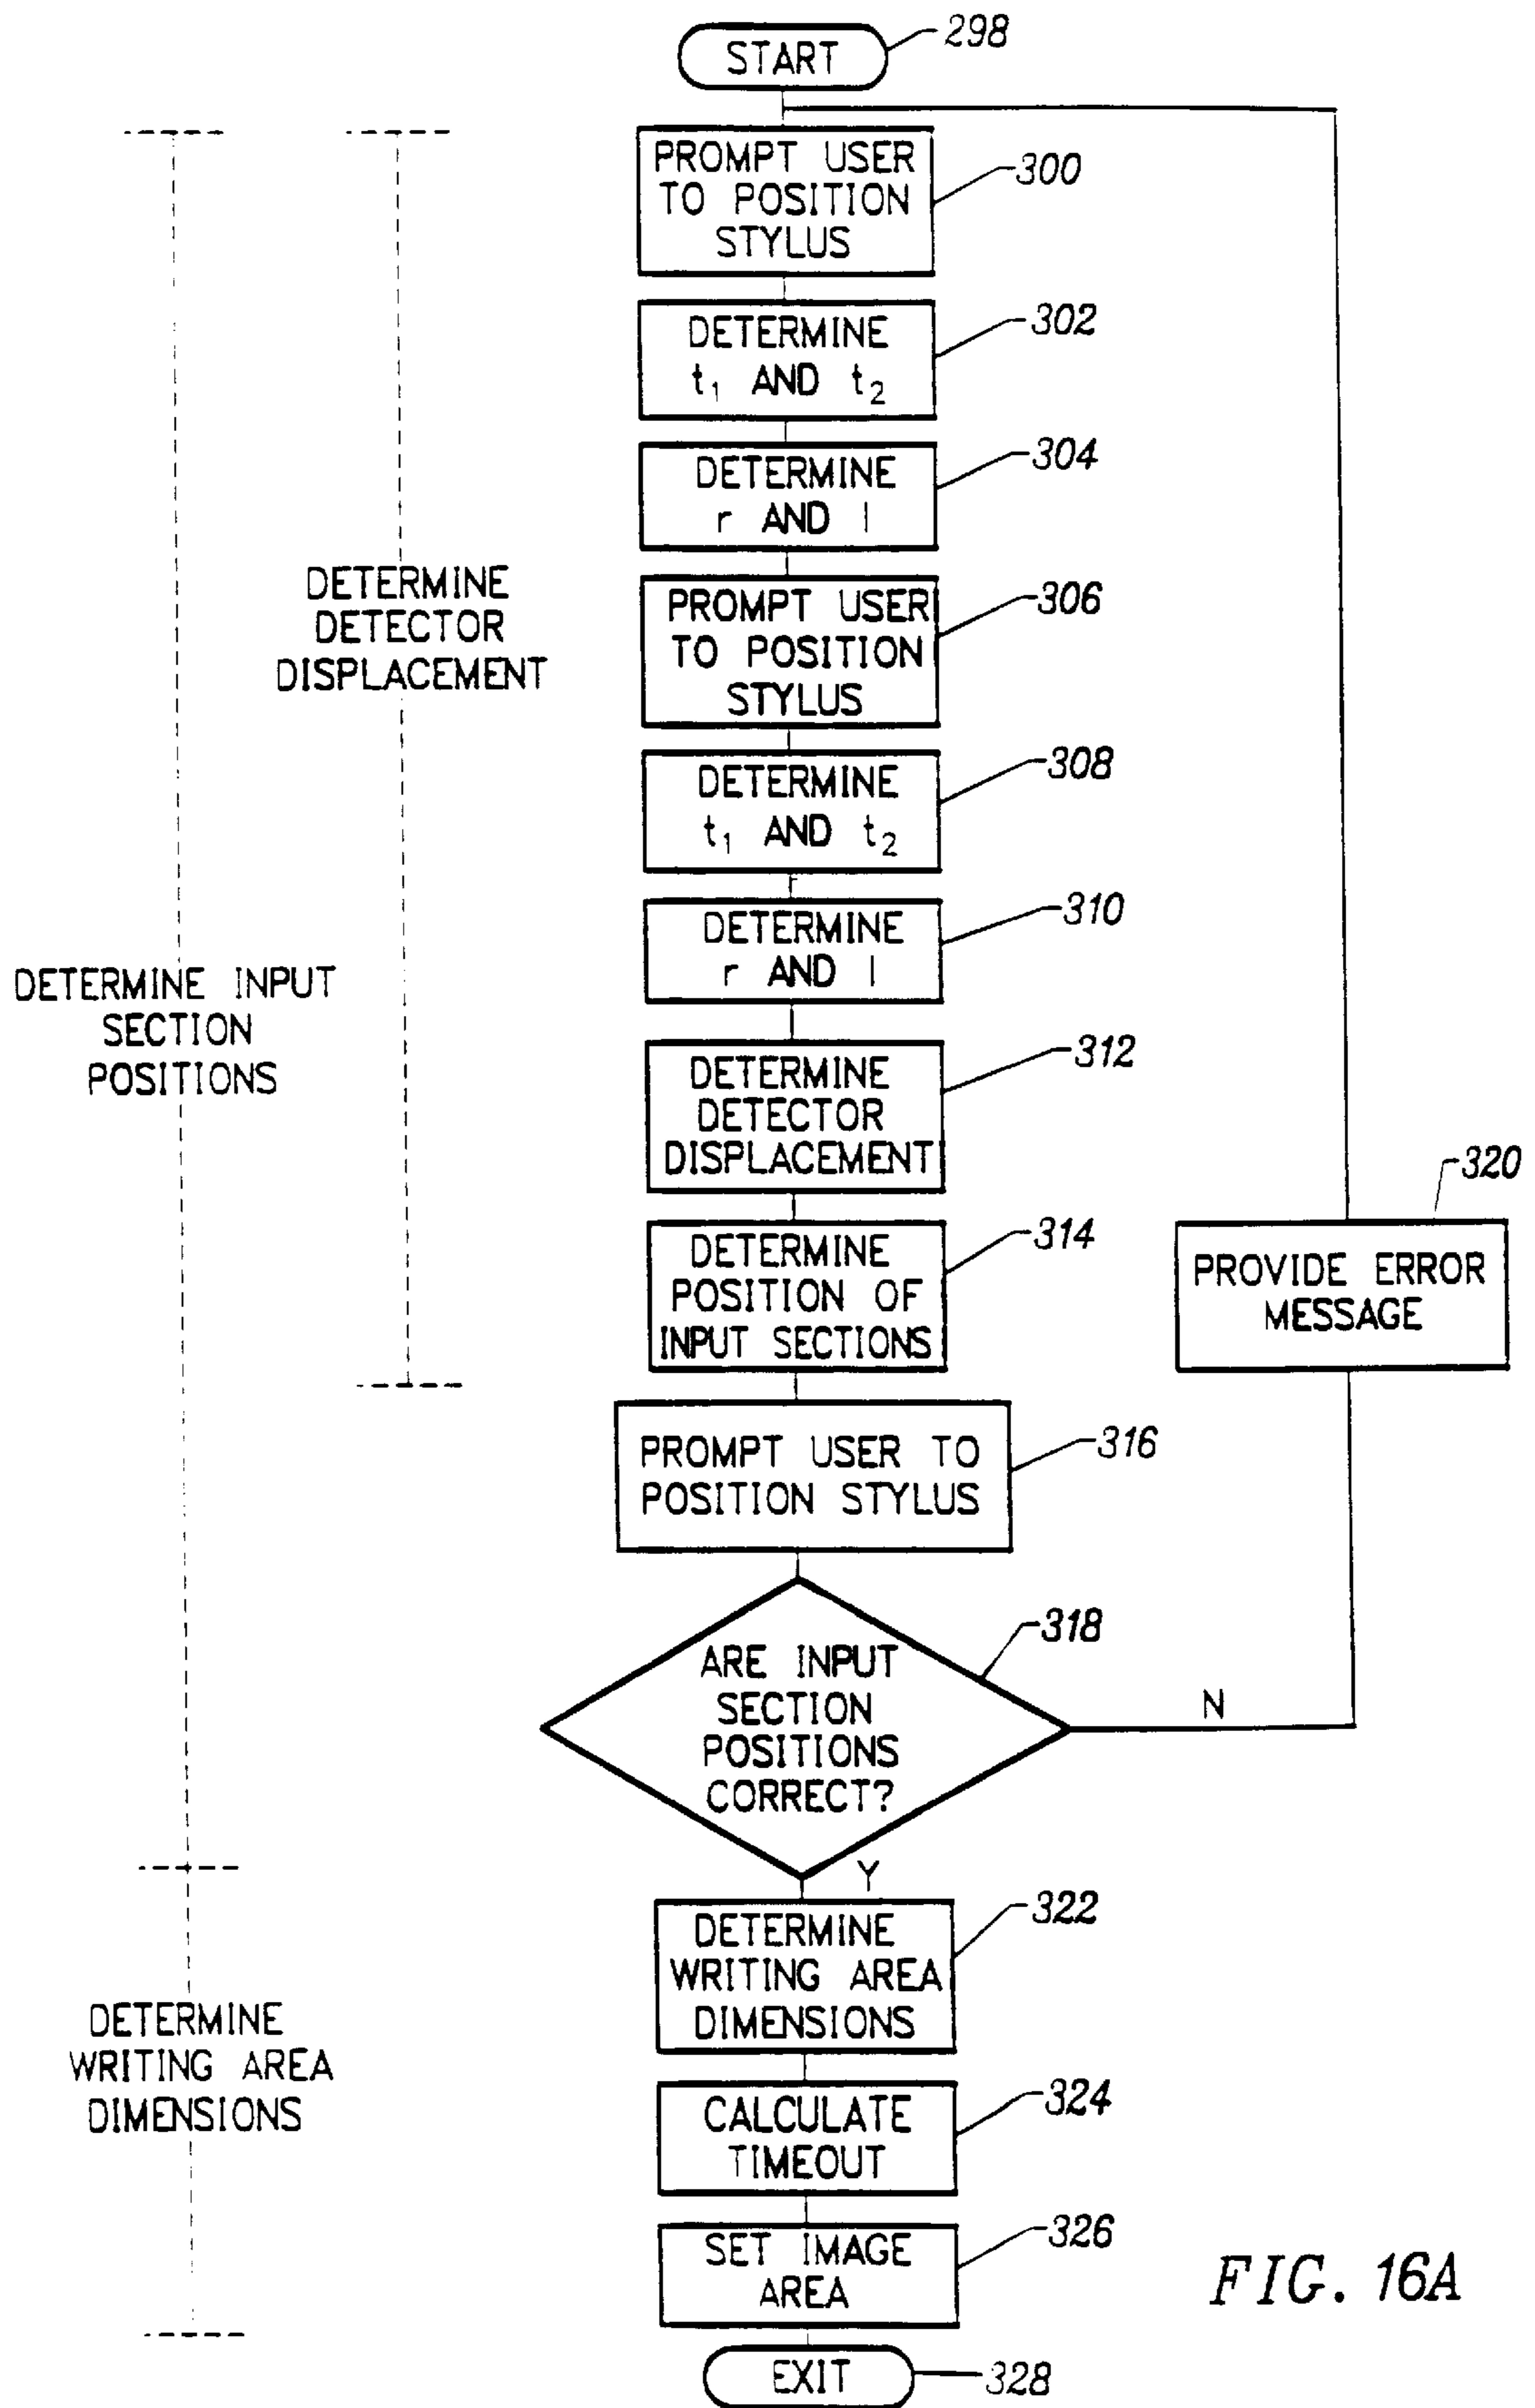 START
298
PROMPT USER
TO POSITION
STYLUS
300
DETERMINE
t₁ AND t₂
302
DETERMINE
r AND l
304
PROMPT USER
TO POSITION
STYLUS
306
DETERMINE
t₁ AND t₂
308
DETERMINE
r AND l
310
DETERMINE
DETECTOR
DISPLACEMENT
312
DETERMINE
POSITION OF
INPUT SECTIONS
314
PROMPT USER TO
POSITION STYLUS
316
ARE INPUT
SECTION
POSITIONS
CORRECT?
318
N
PROVIDE ERROR
MESSAGE
320
Y
DETERMINE
WRITING AREA
DIMENSIONS
322
CALCULATE
TIMEOUT
324
SET IMAGE
AREA
326
EXIT
328
DETERMINE
DETECTOR
DISPLACEMENT
DETERMINE INPUT
SECTION
POSITIONS
DETERMINE
WRITING AREA
DIMENSIONS
FIG. 16A